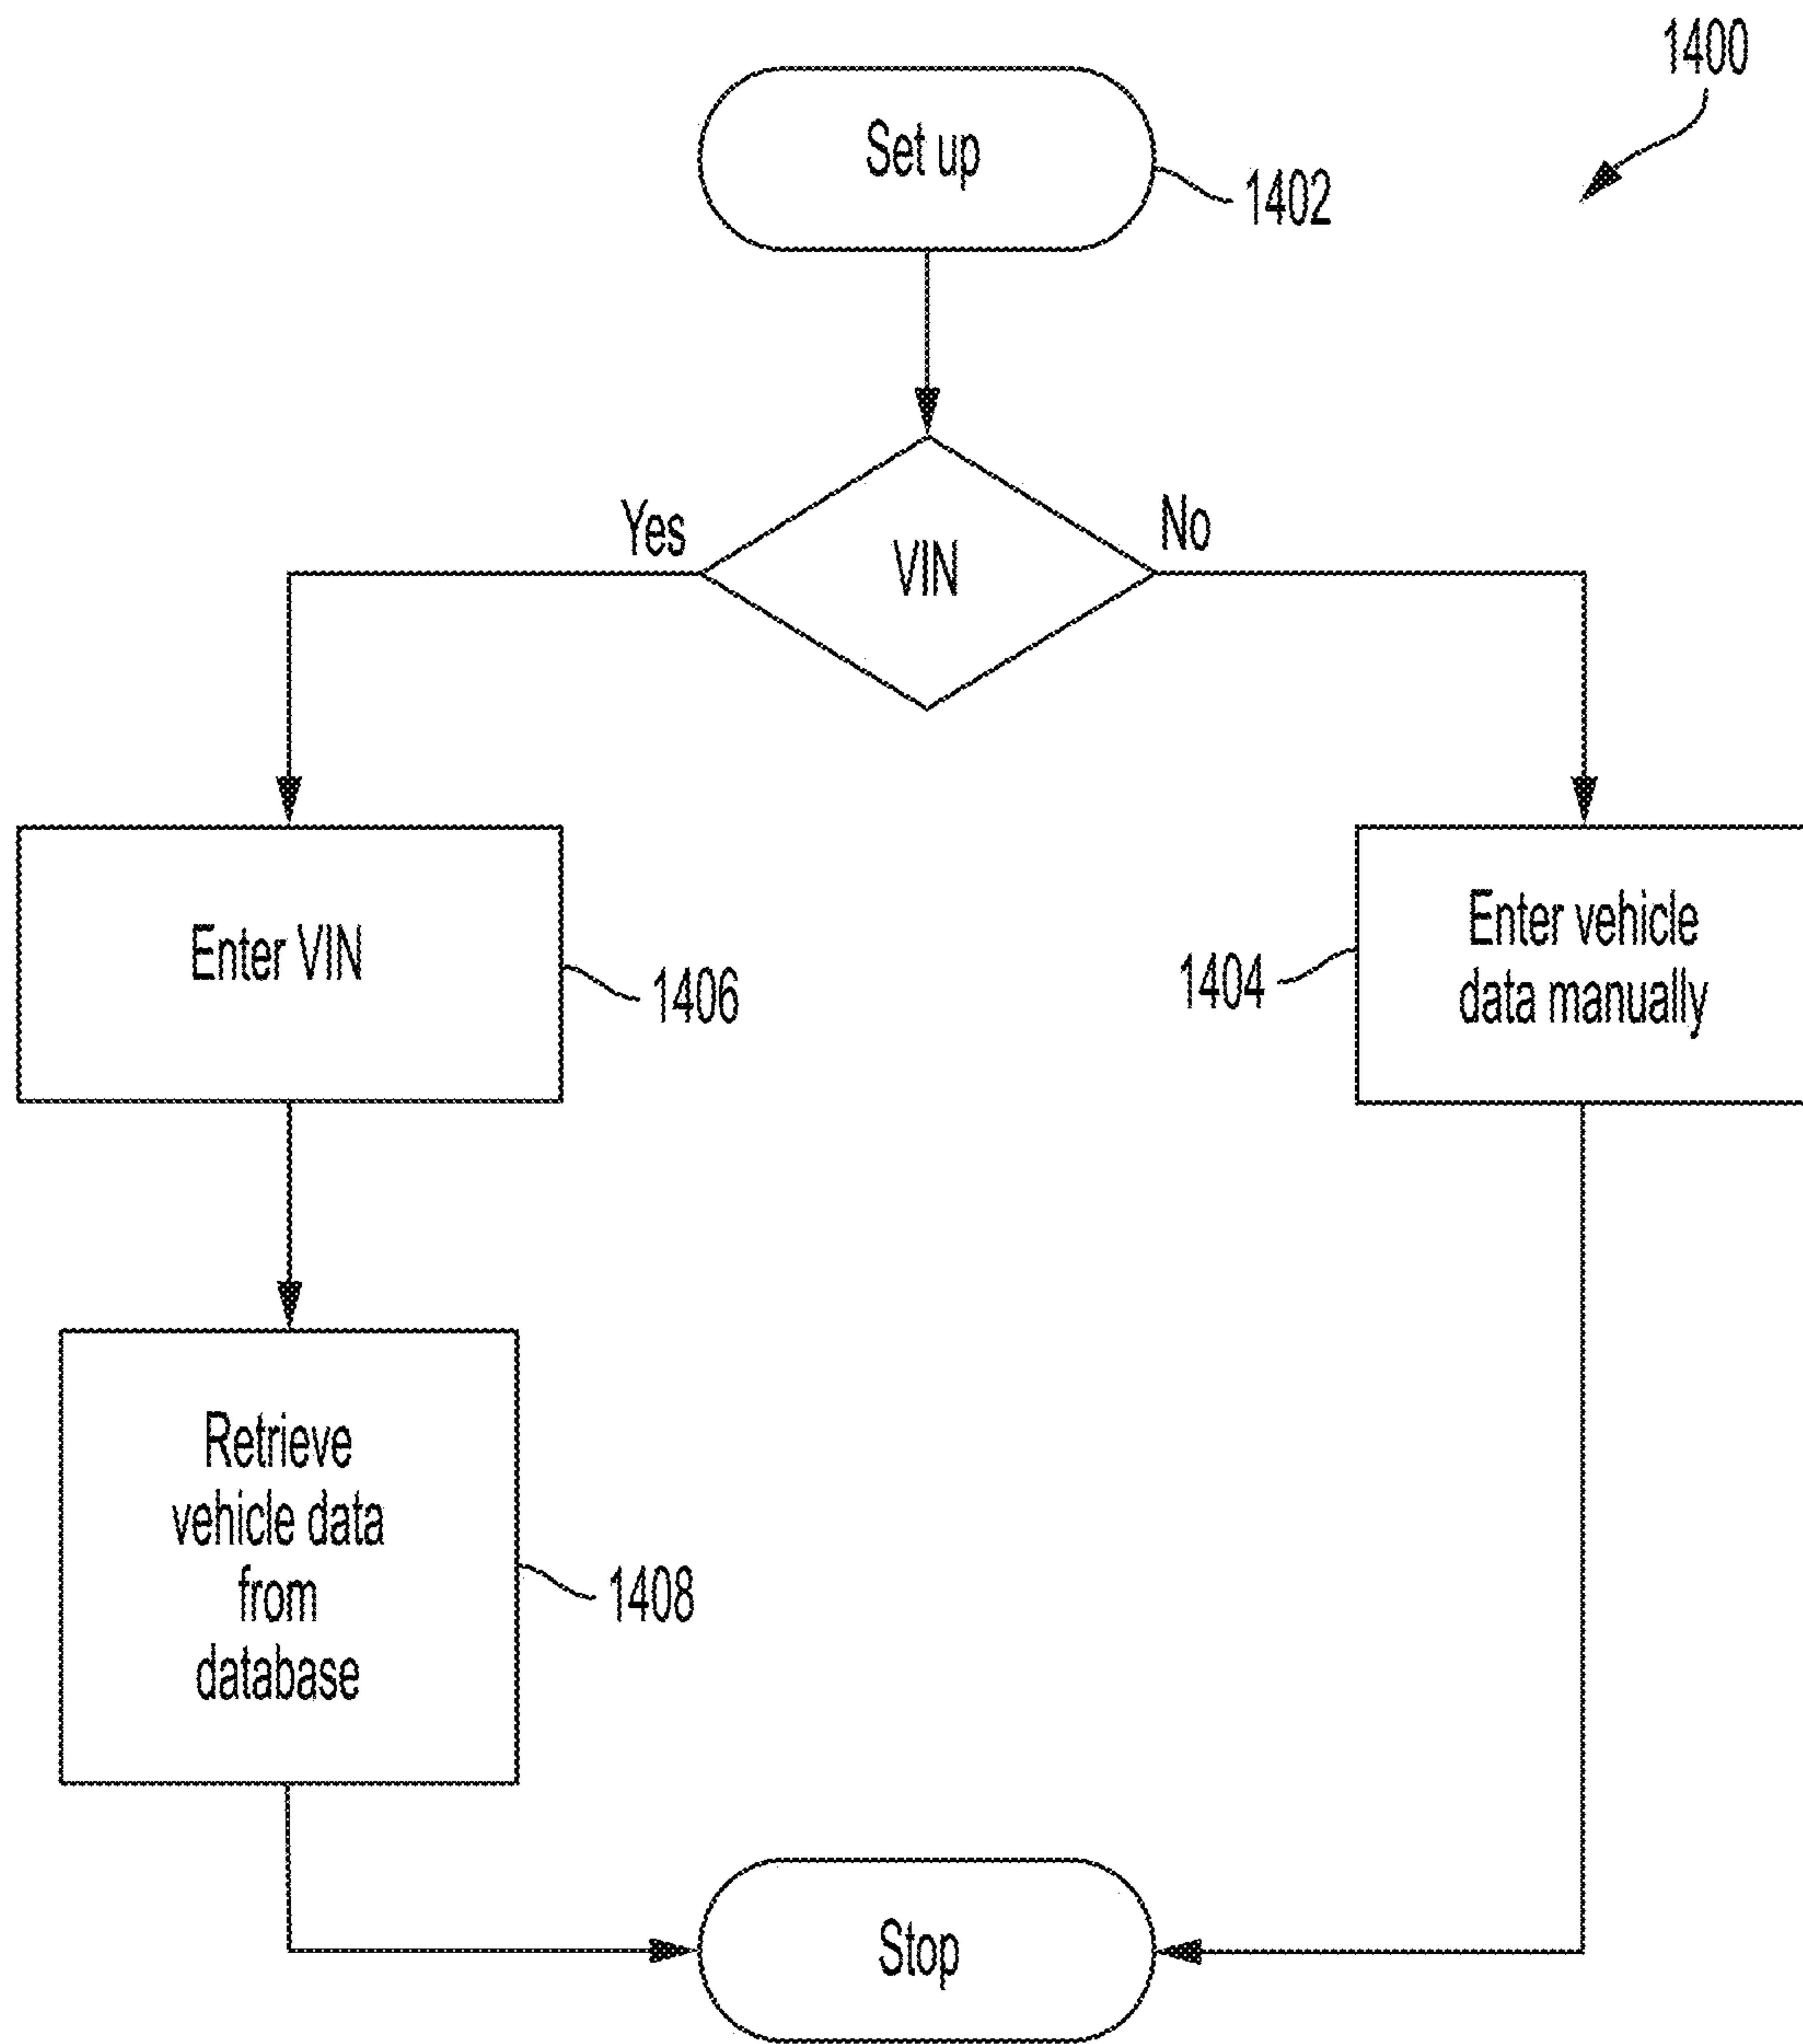 1400
Set up
1402
Yes
No
VIN
Enter VIN
1406
1404
Enter vehicle
data manually
Retrieve
vehicle data
from
database
1408
Stop